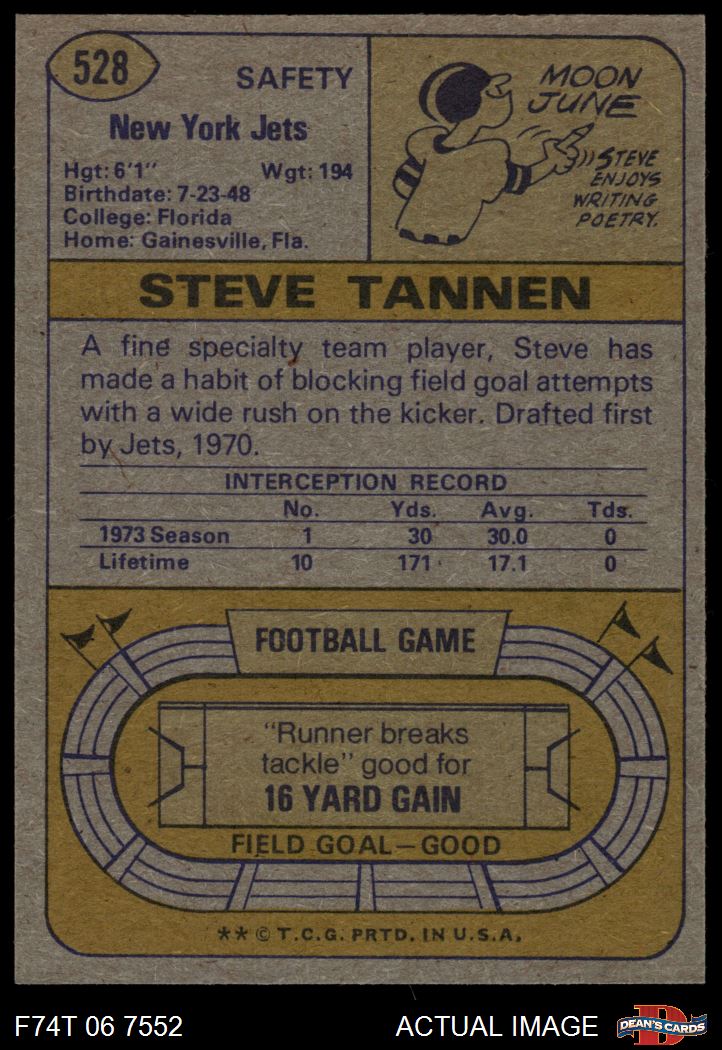 528
SAFETY
New York Jets
Hgt: 6'1" Wgt: 194
Birthdate: 7-23-48
College: Florida
Home: Gainesville, Fla.
MOON
JUNE
STEVE
ENJOYS
WRITING
POETRY.
STEVE TANNEN
A fine specialty team player, Steve has
made a habit of blocking field goal attempts
with a wide rush on the kicker. Drafted first
by Jets, 1970.
INTERCEPTION RECORD
No. Yds. Avg. Tds.
1973 Season 1 30 30.0 0
Lifetime 10 171 17.1 0
FOOTBALL GAME
"Runner breaks
tackle" good for
16 YARD GAIN
FIELD GOAL—GOOD
** © T.C.G. PRTD. IN U.S.A.
F74T 06 7552 ACTUAL IMAGE D DEAN'S CARDS